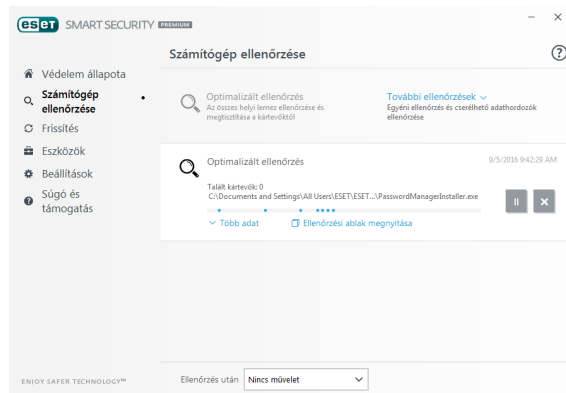 eset SMART SECURITY PREMIUM
Számítógép ellenőrzése
?
Védelem állapota
Számítógép
ellenőrzése
Frissítés
Eszközök
Beállítások
Súgó és
támogatás
Optimalizált ellenőrzés
Az összes helyi lemez ellenőrzése és
megtisztítása a kártevőktől
További ellenőrzések
Egyéni ellenőrzés és cserélhető adathordozók
ellenőrzése
Optimalizált ellenőrzés
9/5/2016 9:42:29 AM
Talált kártevők: 0
C:\Documents and Settings\All Users\ESET\ESET...\PasswordManagerInstaller.exe
Több adat
Ellenőrzési ablak megnyitása
ENJOY SAFER TECHNOLOGY™
Ellenőrzés után Nincs művelet